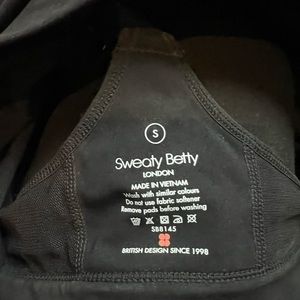 S
Sweaty Betty
LONDON
MADE IN VIETNAM
Wash with similar colours
Do not use fabric softener
Remove pads before washing
SB8145
BRITISH DESIGN SINCE 1998